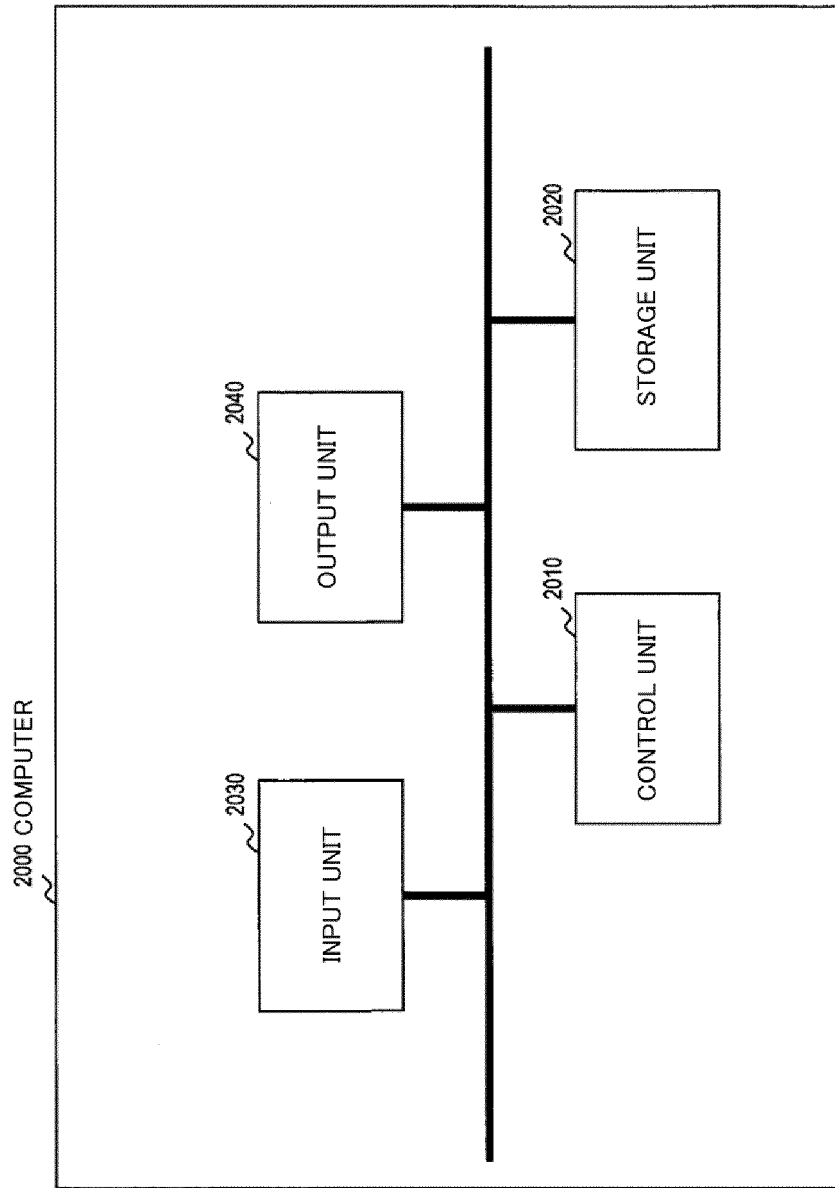 2000 COMPUTER
2030
INPUT UNIT
2040
OUTPUT UNIT
2010
CONTROL UNIT
2020
STORAGE UNIT